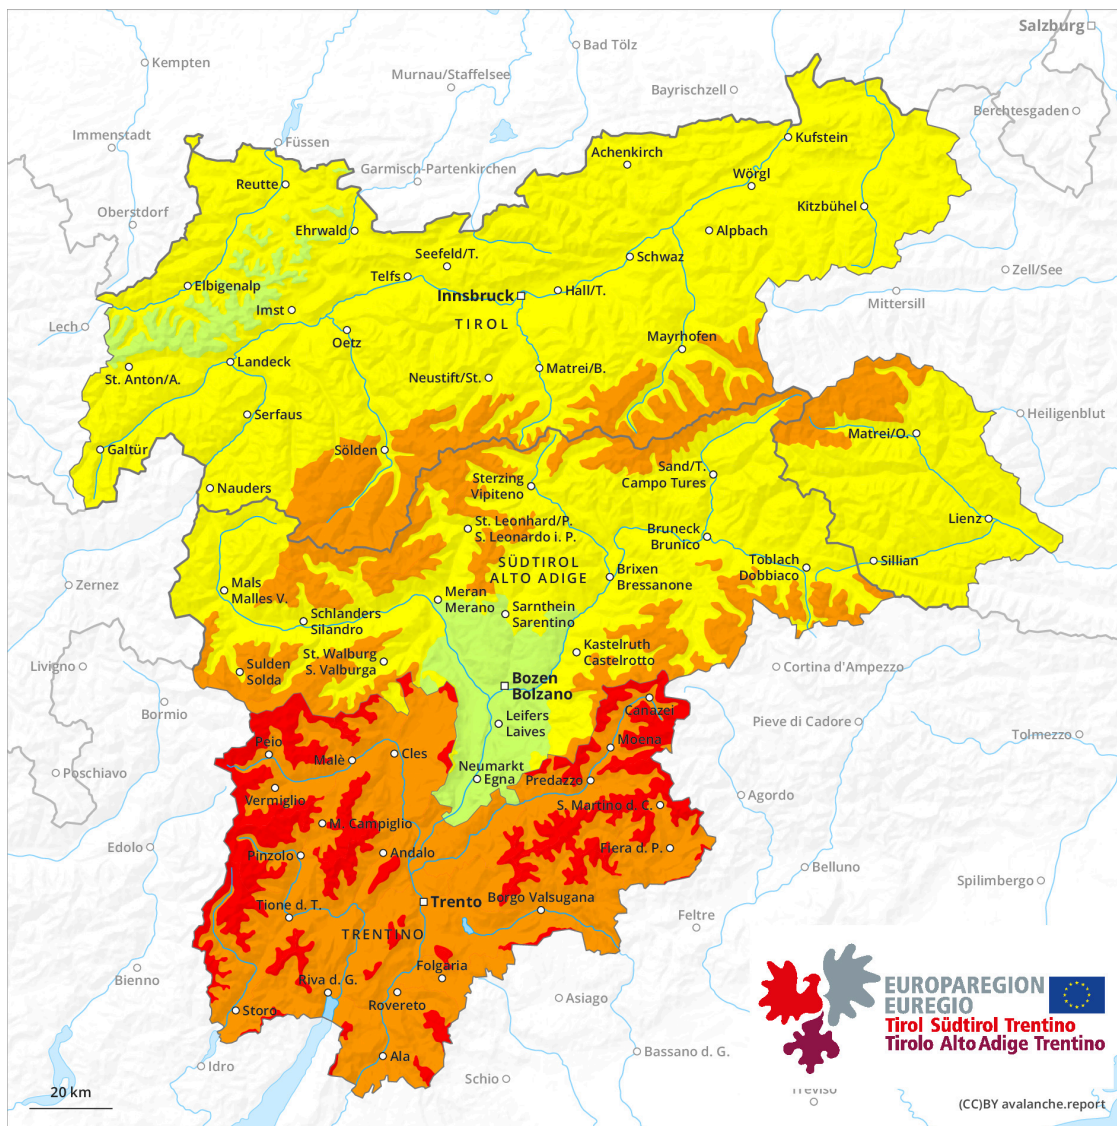 Salzburg
Bad Tölz
Kempten
Murnau/Staffelsee
Bayrischzell
Berchtesgaden
Immenstadt
Füssen
Kufstein
Achenkirch
Garmisch-Partenkirchen
Wörgl
Reutte
Kitzbühel
Oberstdorf
Ehrwald
Alpbach
Seefeld/T.
Schwaz
Zell/See
Telfs
Elbigenalp
Hall/T.
Innsbruck
Mittersill
Imst
TIROL
Lech
Oetz
Mayrhofen
Landeck
Matrei/B.
St. Anton/A.
Neustift/St.
Serfaus
Heiligenblut
Matrei/O.
Galtür
Sölden
Sand/T.
Campo Tures
Sterzing
Vipiteno
Nauders
Lienz
St. Leonhard/P.
S. Leonardo i. P.
Bruneck
Brunico
SÜDTIROL
ALTO ADIGE
Toblach
Dobbiaco
Sillian
Brixen
Bressanone
Zernez
Mals
Malles V.
Meran
Merano
Sarnthein
Sarentino
Schlanders
Silandro
Kastelruth
Castelrotto
St. Walburg
S. Valburga
Livigno
Sulden
Solda
Cortina d'Ampezzo
Bozen
Bolzano
Canazei
Bormio
Leifers
Laives
Pieve di Cadore
Tolmezzo
Moena
Peio
Cles
Malè
Neumarkt
Egna
Predazzo
Poschiavo
Vermiglio
Agordo
S. Martino d. C.
M. Campiglio
Edolo
Pinzolo
Andalo
Fiera d. P.
Belluno
Spilimbergo
Trento
Borgo Valsugana
Tione d. T.
Feltre
TRENTINO
Bienno
Folgaria
Riva d. G.
Rovereto
Storo
Asiago
EUROPAREGION
EUREGIO
Tirol Südtirol Trentino
Tirolo Alto Adige Trentino
Ala
Bassano d. G.
Idro
Schio
Treviso
20 km
(CC)BY avalanche.report